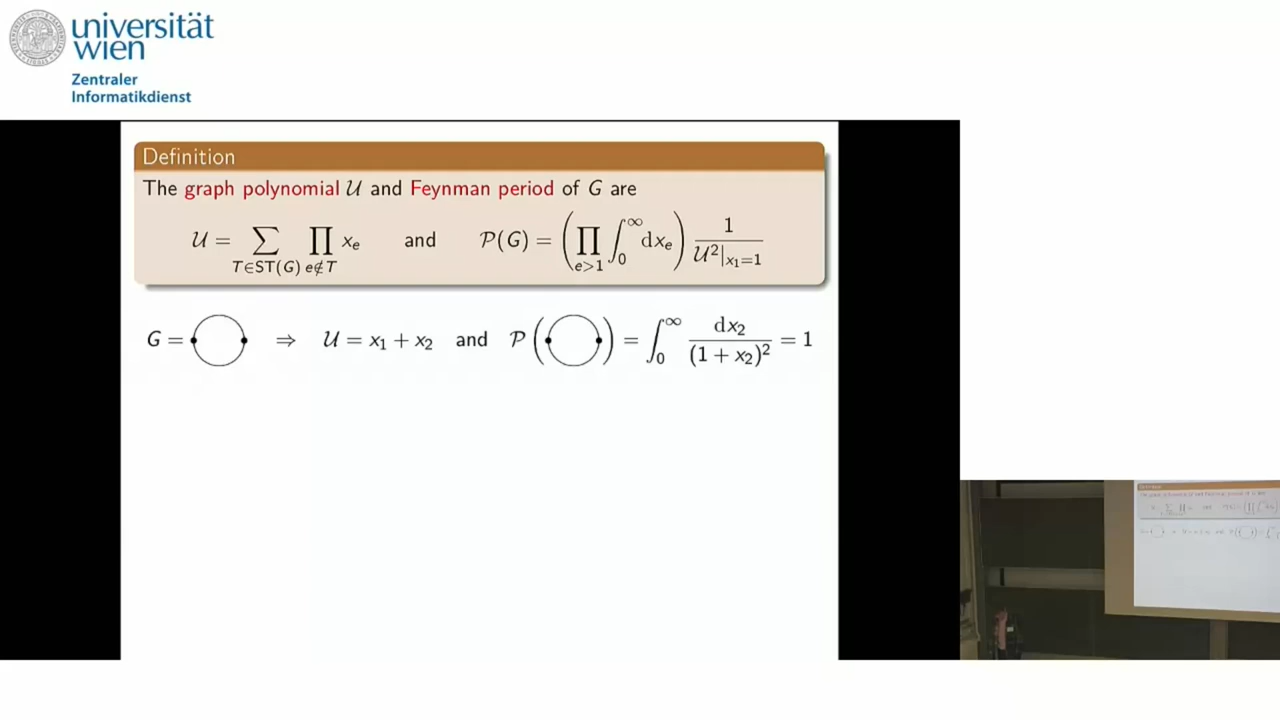 universität
wien
Zentraler
Informatikdienst
Definition
The graph polynomial 𝒰 and Feynman period of G are
𝒰 = ∑_{T∈ST(G)} ∏_{e∉T} x_e and 𝒫(G) = (∏_{e>1} ∫_0^∞ dx_e) 1/(𝒰²|_{x_1=1})
G = ⇒ 𝒰 = x_1 + x_2 and 𝒫( ) = ∫_0^∞ dx_2/(1 + x_2)² = 1